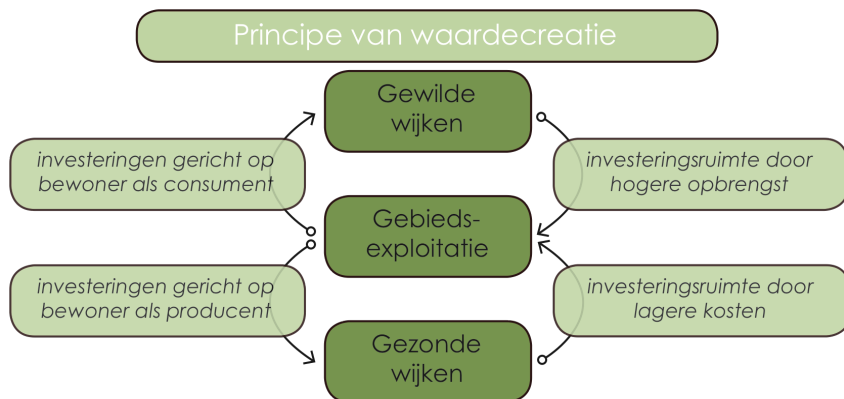 Principe van waardecreatie
Gewilde
wijken
investeringen gericht op
bewoner als consument
investeringsruimte door
hogere opbrengst
Gebieds-
exploitatie
investeringen gericht op
bewoner als producent
investeringsruimte door
lagere kosten
Gezonde
wijken